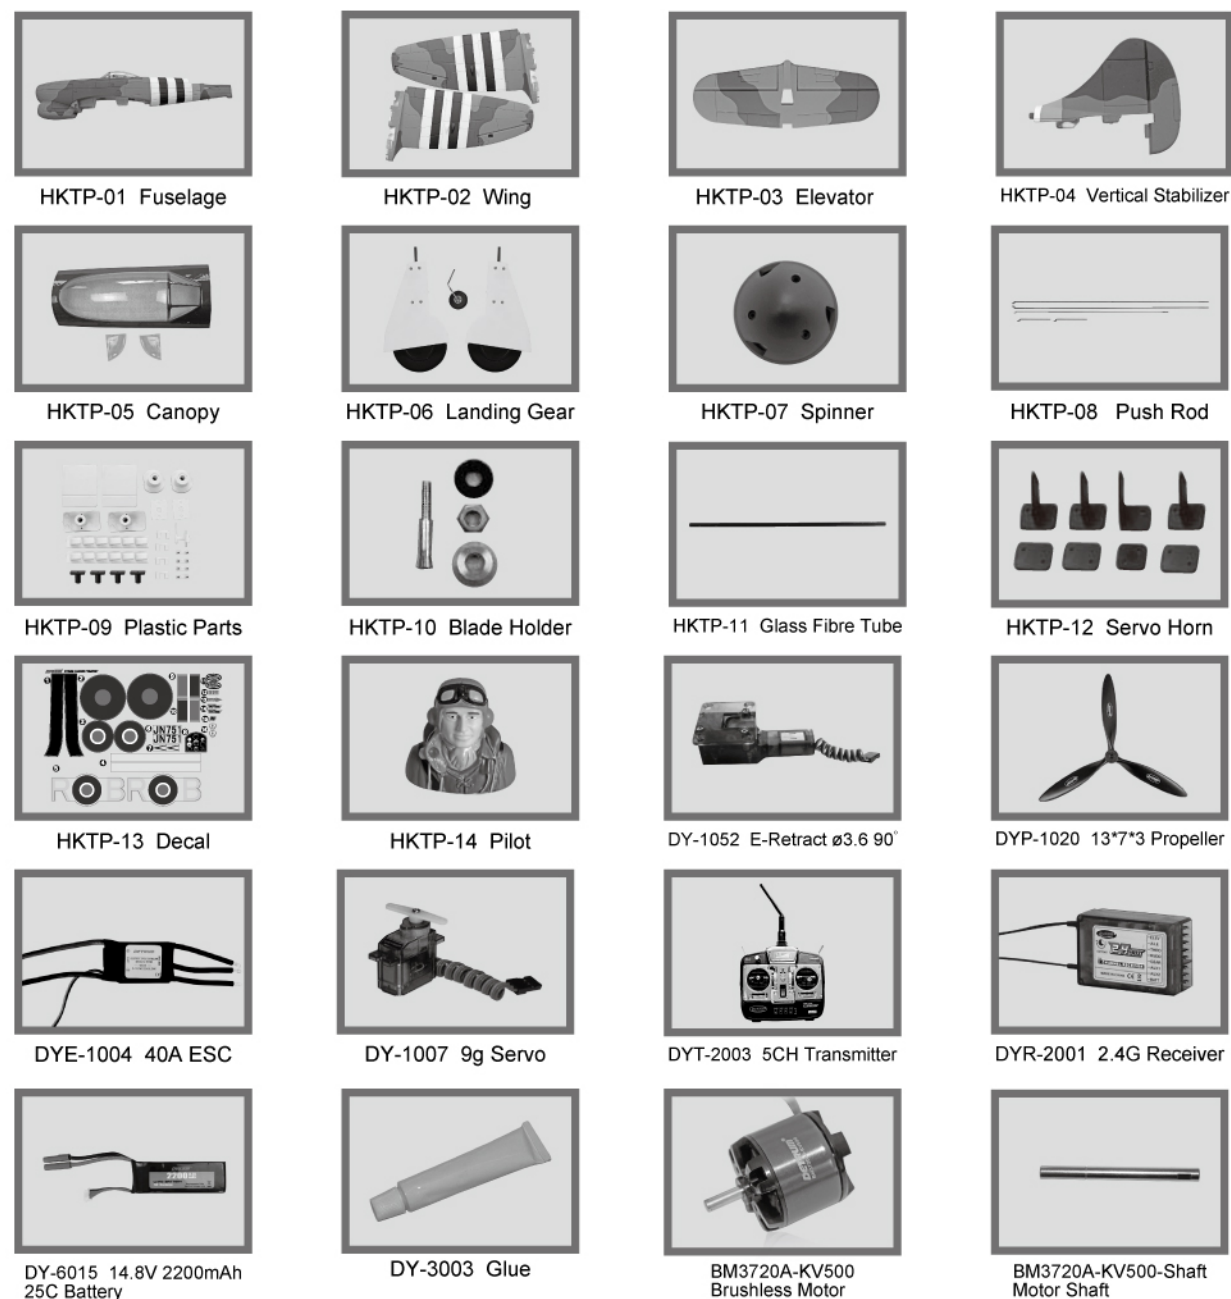 HKTP-01 Fuselage
HKTP-02 Wing
HKTP-03 Elevator
HKTP-04 Vertical Stabilizer
HKTP-05 Canopy
HKTP-06 Landing Gear
HKTP-07 Spinner
HKTP-08 Push Rod
HKTP-09 Plastic Parts
HKTP-10 Blade Holder
HKTP-11 Glass Fibre Tube
HKTP-12 Servo Horn
JN751
JN751
R B R B
HKTP-13 Decal
HKTP-14 Pilot
DY-1052 E-Retract ø3.6 90°
DYP-1020 13*7*3 Propeller
DYE-1004 40A ESC
DY-1007 9g Servo
DYT-2003 5CH Transmitter
2.4
DYR-2001 2.4G Receiver
2200
DY-6015 14.8V 2200mAh
25C Battery
DY-3003 Glue
BM3720A-KV500
Brushless Motor
BM3720A-KV500-Shaft
Motor Shaft